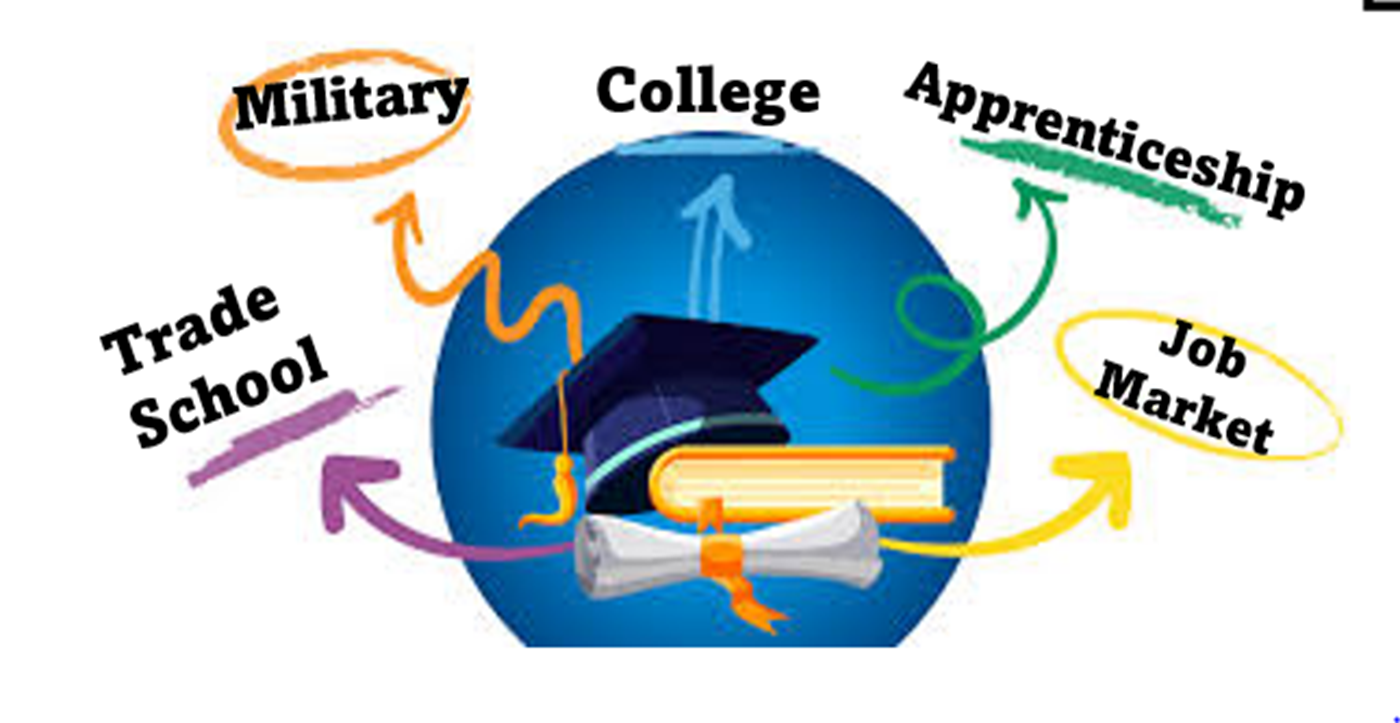 Military
College
Apprenticeship
Trade
School
Job
Market